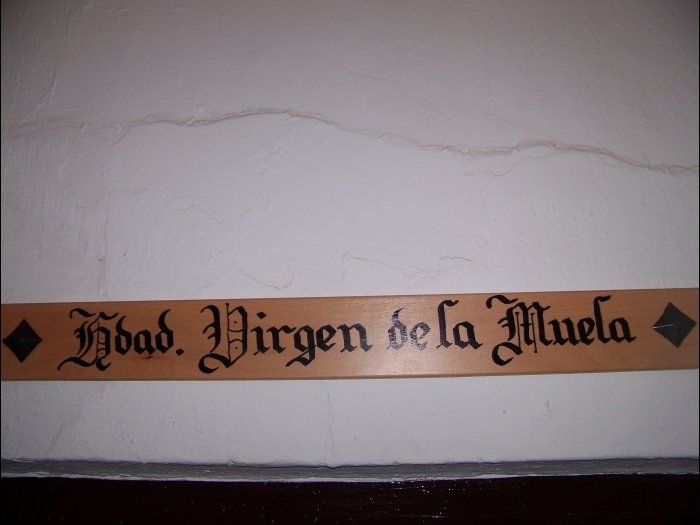 Hdad. Virgen de la Muela